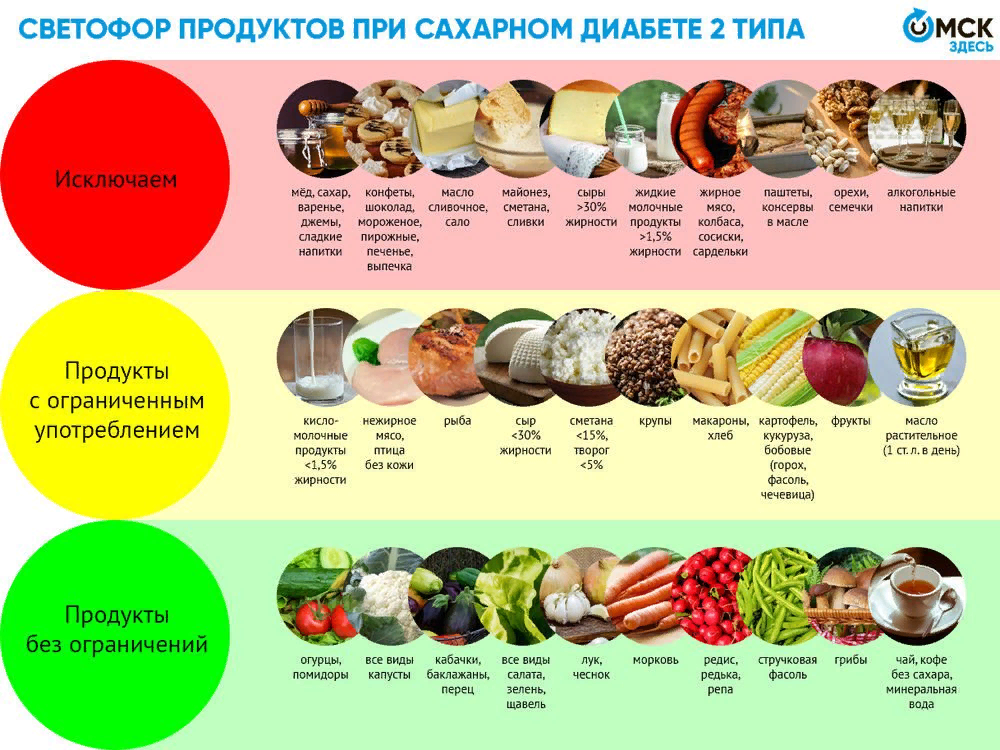 СВЕТОФОР ПРОДУКТОВ ПРИ САХАРНОМ ДИАБЕТЕ 2 ТИПА
ОМСК
ЗДЕСЬ
Исключаем
мёд, сахар,
варенье,
джемы,
сладкие
напитки
конфеты,
шоколад,
мороженое,
пирожные,
печенье,
выпечка
масло
сливочное,
сало
майонез,
сметана,
сливки
сыры
>30%
жирности
жидкие
молочные
продукты
>1,5%
жирности
жирное
мясо,
колбаса,
сосиски,
сардельки
паштеты,
консервы
в масле
орехи,
семечки
алкогольные
напитки
Продукты
с ограниченным
употреблением
кисло-
молочные
продукты
<1,5%
жирности
нежирное
мясо,
птица
без кожи
рыба
сыр
<30%
жирности
сметана
<15%,
творог
<5%
крупы
макароны,
хлеб
картофель,
кукуруза,
бобовые
(горох,
фасоль,
чечевица)
фрукты
масло
растительное
(1 ст. л. в день)
Продукты
без ограничений
огурцы,
помидоры
все виды
капусты
кабачки,
баклажаны,
перец
все виды
салата,
зелень,
щавель
лук,
чеснок
морковь
редис,
редька,
репа
стручковая
фасоль
грибы
чай, кофе
без сахара,
минеральная
вода